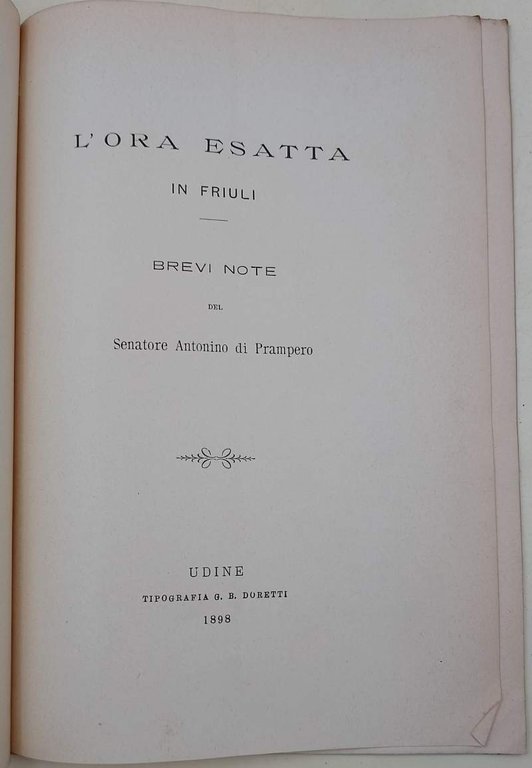 L'ORA ESATTA
IN FRIULI
BREVI NOTE
DEL
Senatore Antonino di Prampero
UDINE
TIPOGRAFIA G. B. DORETTI
1898